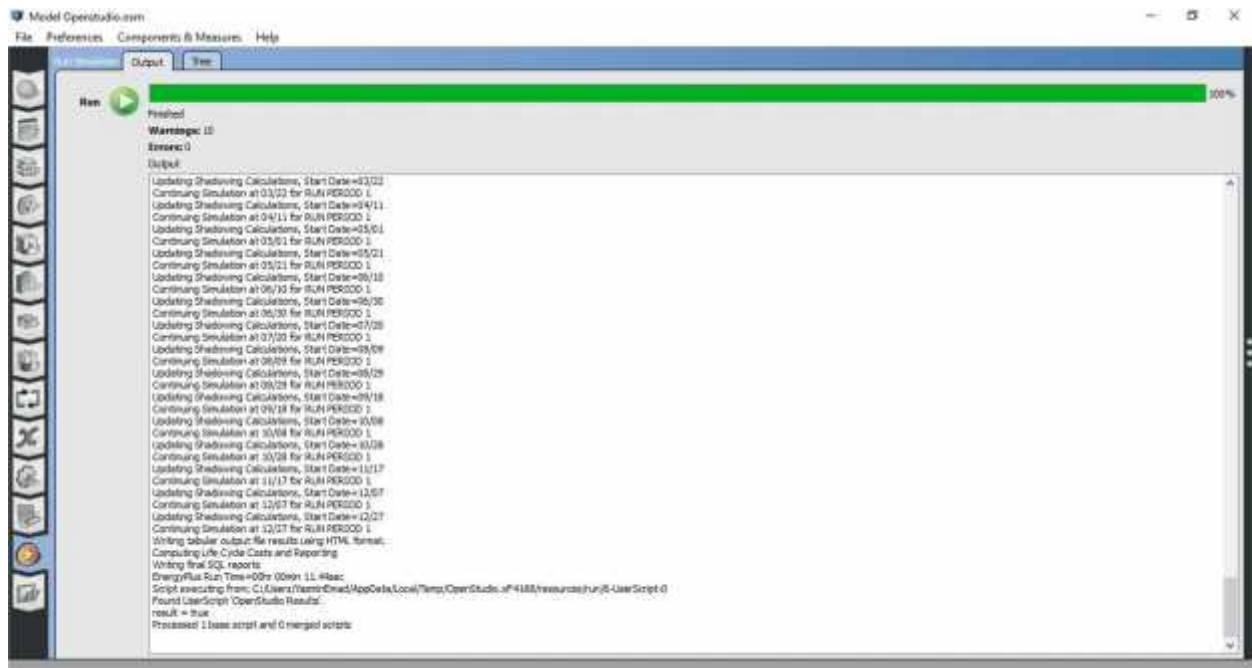 Model Openstudio.osm
File Preferences Components & Measures Help
Output Tree
Run
100%
Finished
Warnings: 10
Errors: 0
Output
Updating Shadowing Calculations, Start Date=03/22
Continuing Simulation at 03/22 for RUN PERIOD 1
Updating Shadowing Calculations, Start Date=04/11
Continuing Simulation at 04/11 for RUN PERIOD 1
Updating Shadowing Calculations, Start Date=05/01
Continuing Simulation at 05/01 for RUN PERIOD 1
Updating Shadowing Calculations, Start Date=05/21
Continuing Simulation at 05/21 for RUN PERIOD 1
Updating Shadowing Calculations, Start Date=06/10
Continuing Simulation at 06/10 for RUN PERIOD 1
Updating Shadowing Calculations, Start Date=06/30
Continuing Simulation at 06/30 for RUN PERIOD 1
Updating Shadowing Calculations, Start Date=07/20
Continuing Simulation at 07/20 for RUN PERIOD 1
Updating Shadowing Calculations, Start Date=08/09
Continuing Simulation at 08/09 for RUN PERIOD 1
Updating Shadowing Calculations, Start Date=08/29
Continuing Simulation at 08/29 for RUN PERIOD 1
Updating Shadowing Calculations, Start Date=09/18
Continuing Simulation at 09/18 for RUN PERIOD 1
Updating Shadowing Calculations, Start Date=10/08
Continuing Simulation at 10/08 for RUN PERIOD 1
Updating Shadowing Calculations, Start Date=10/28
Continuing Simulation at 10/28 for RUN PERIOD 1
Updating Shadowing Calculations, Start Date=11/17
Continuing Simulation at 11/17 for RUN PERIOD 1
Updating Shadowing Calculations, Start Date=12/07
Continuing Simulation at 12/07 for RUN PERIOD 1
Updating Shadowing Calculations, Start Date=12/27
Continuing Simulation at 12/27 for RUN PERIOD 1
Writing tabular output file results using HTML format.
Computing Life Cycle Costs and Reporting
Writing final SQL reports
EnergyPlus Run Time=00hr 00min 11.44sec
Script executing from: C:/Users/YasminEmad/AppData/Local/Temp/
Found UserScript 'OpenStudio Results'.
result = true
Processed 1 base script and 0 merged scripts